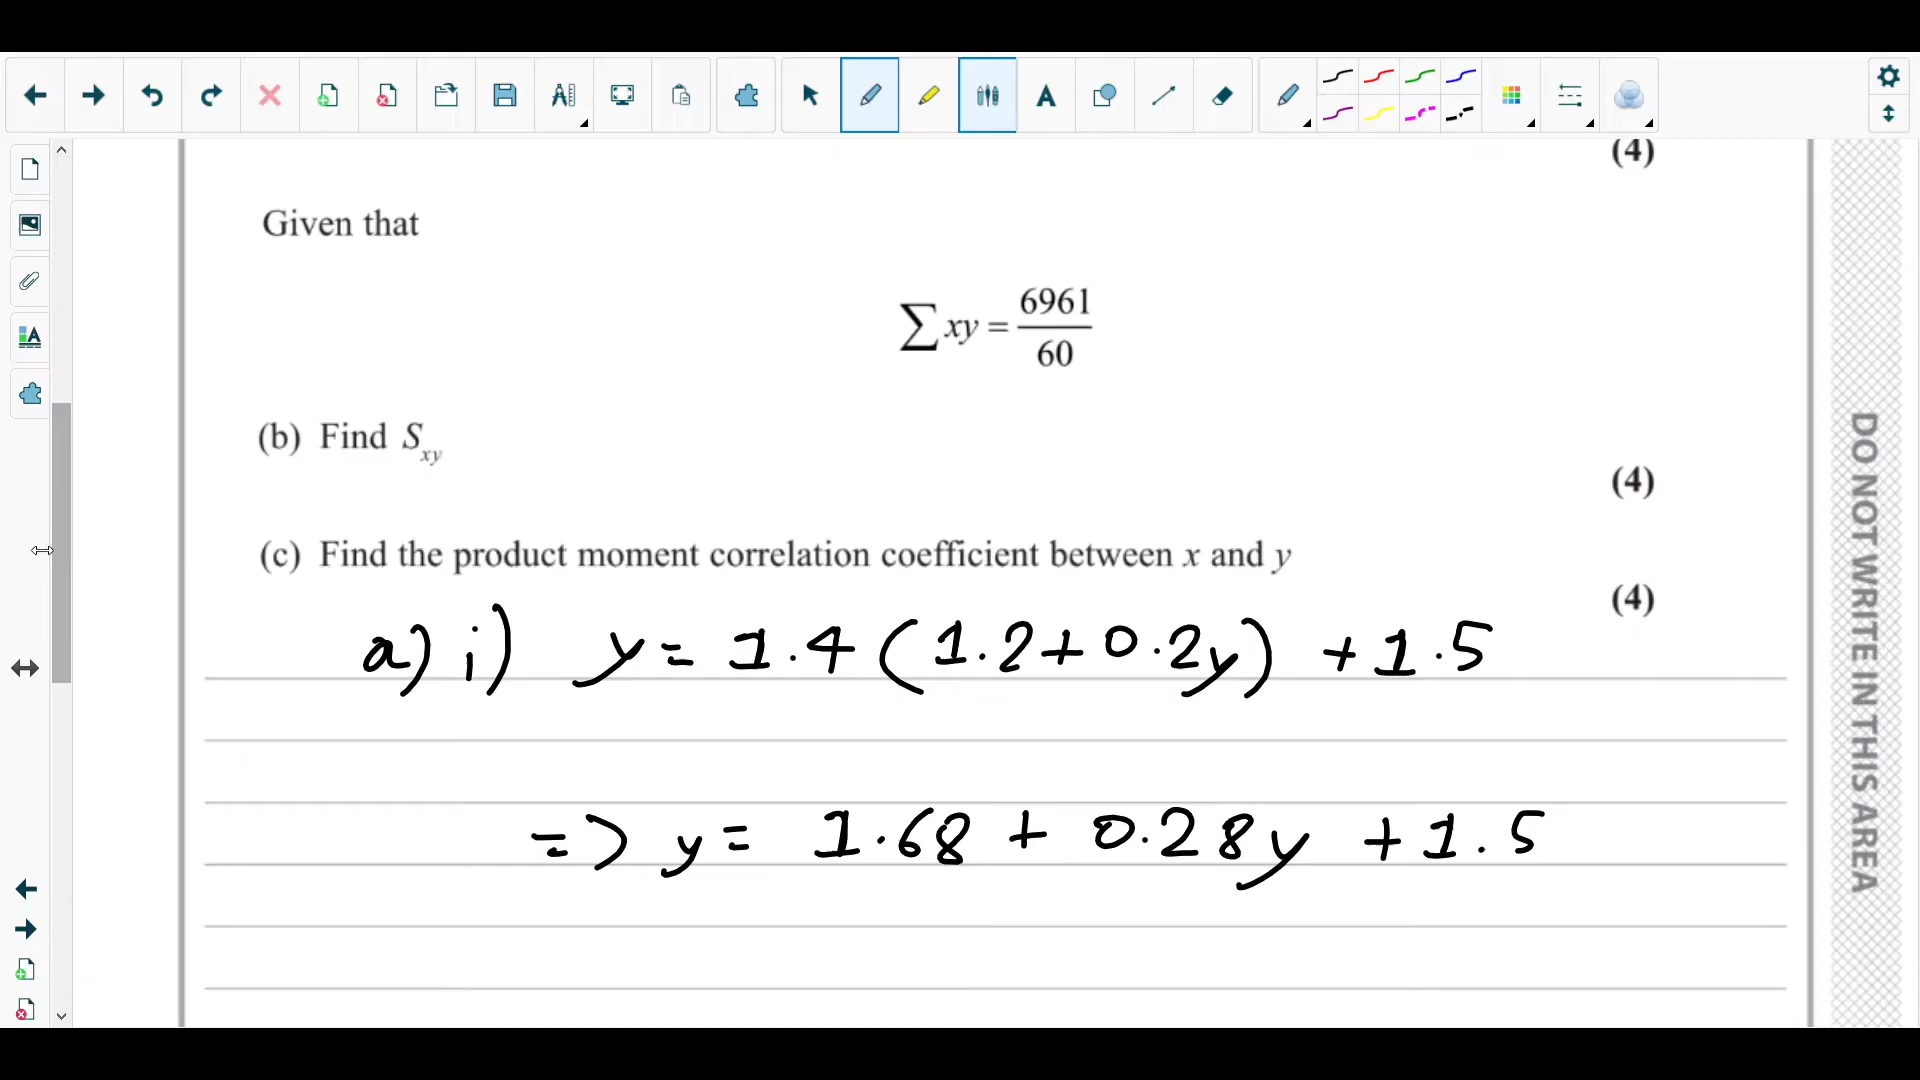 (4)
Given that
∑ xy = 6961/60
(b) Find Sxy
(4)
(c) Find the product moment correlation coefficient between x and y
(4)
a) i) y = 1.4 (1.2 + 0.2y) + 1.5
=> y = 1.68 + 0.28y + 1.5
DO NOT WRITE IN THIS AREA